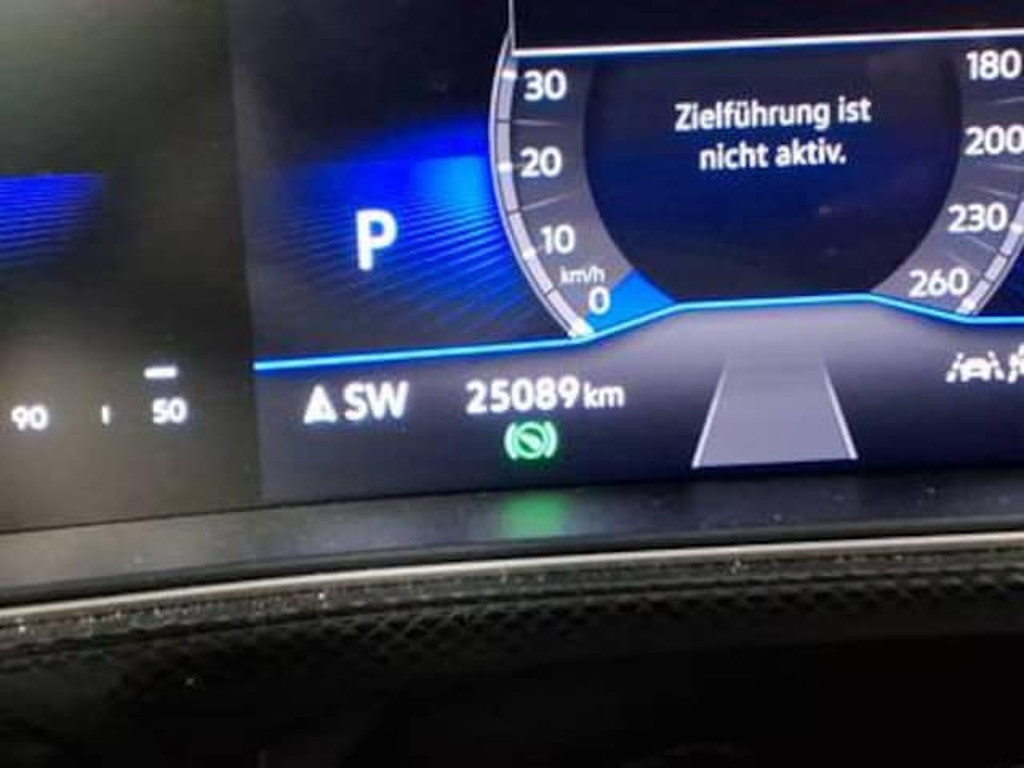 30
20
10
km/h
0
Zielführung ist
nicht aktiv.
180
200
230
260
P
90
50
SW
25089 km